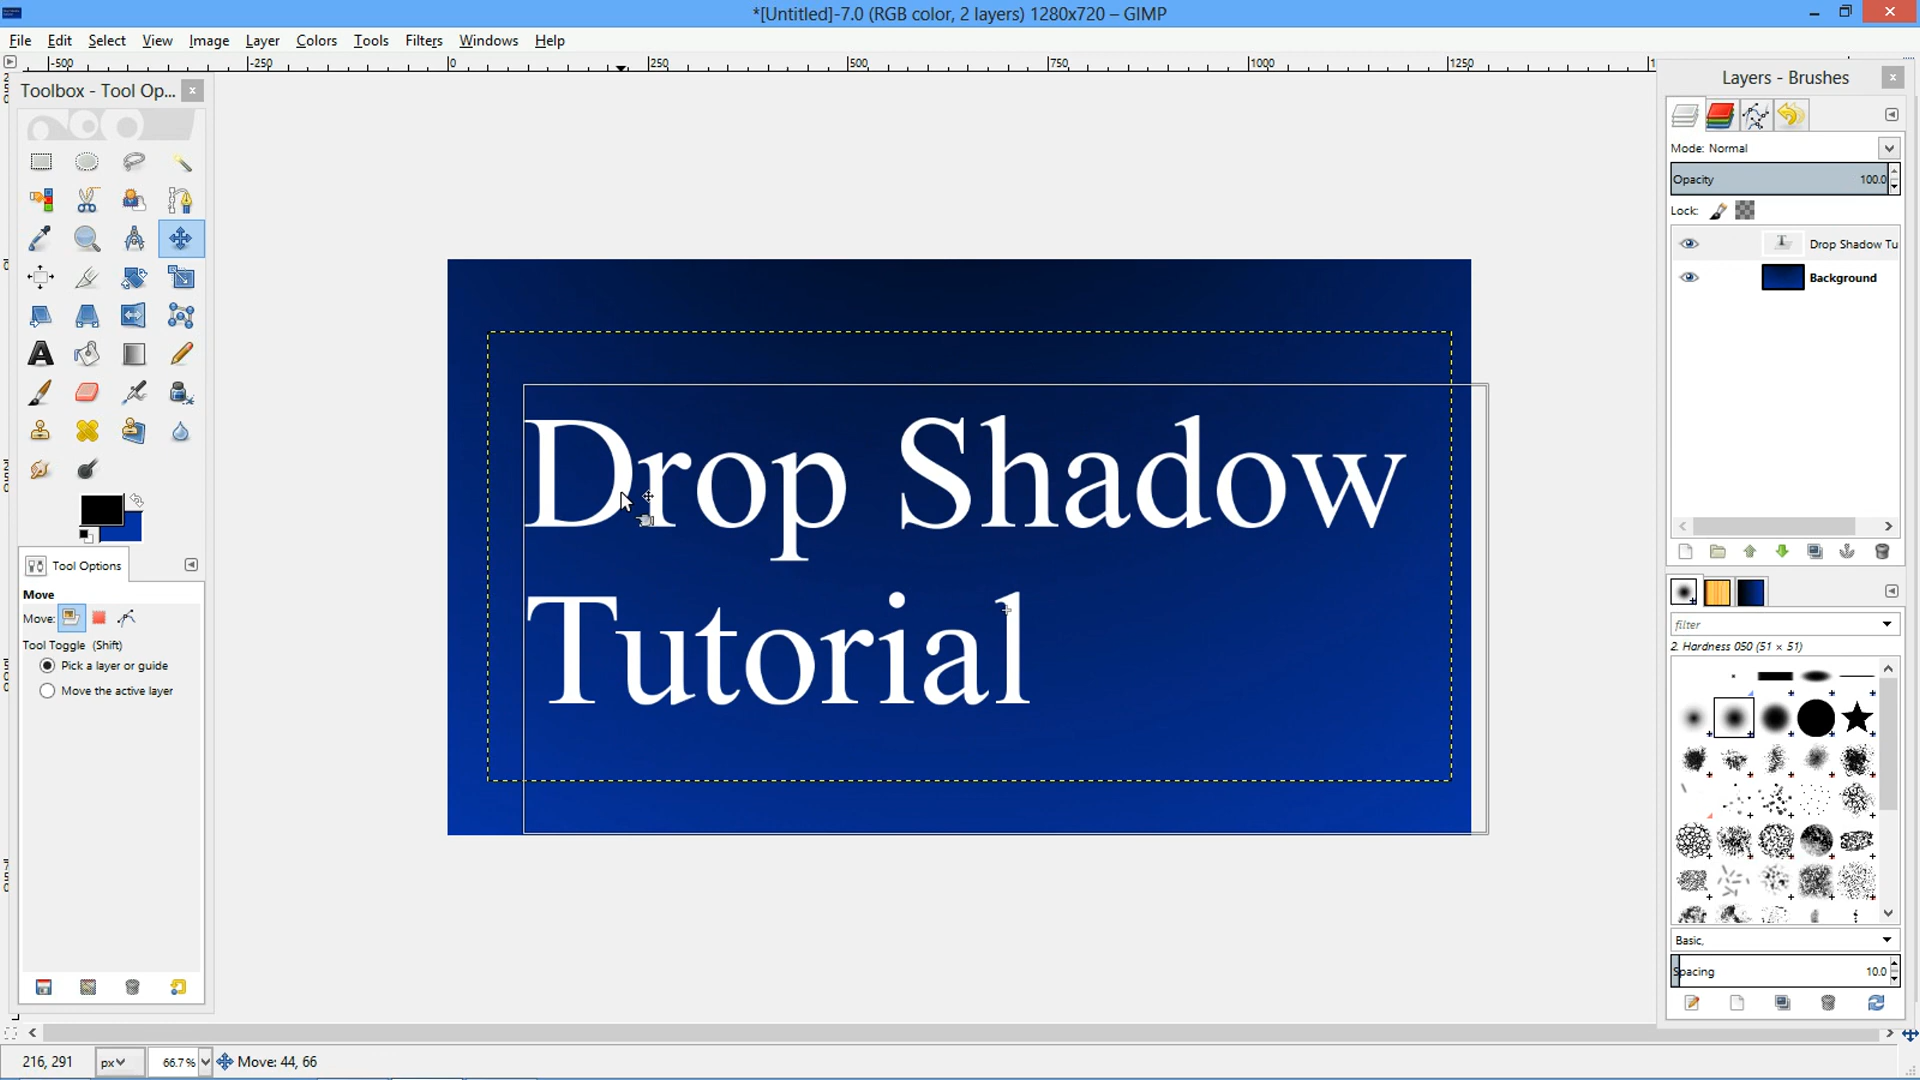 *[Untitled]-7.0 (RGB color, 2 layers) 1280x720 – GIMP
File Edit Select View Image Layer Colors Tools Filters Windows Help
-500 -250 0 250 500 750 1000 1250
Toolbox - Tool Op...
Layers - Brushes
Mode: Normal
Opacity 100.0
Lock:
Drop Shadow Tu
Background
Drop Shadow
Tutorial
Tool Options
Move
Move:
Tool Toggle (Shift)
Pick a layer or guide
Move the active layer
filter
2. Hardness 050 (51 × 51)
Basic,
Spacing 10.0
216, 291 px 66.7% Move: 44, 66